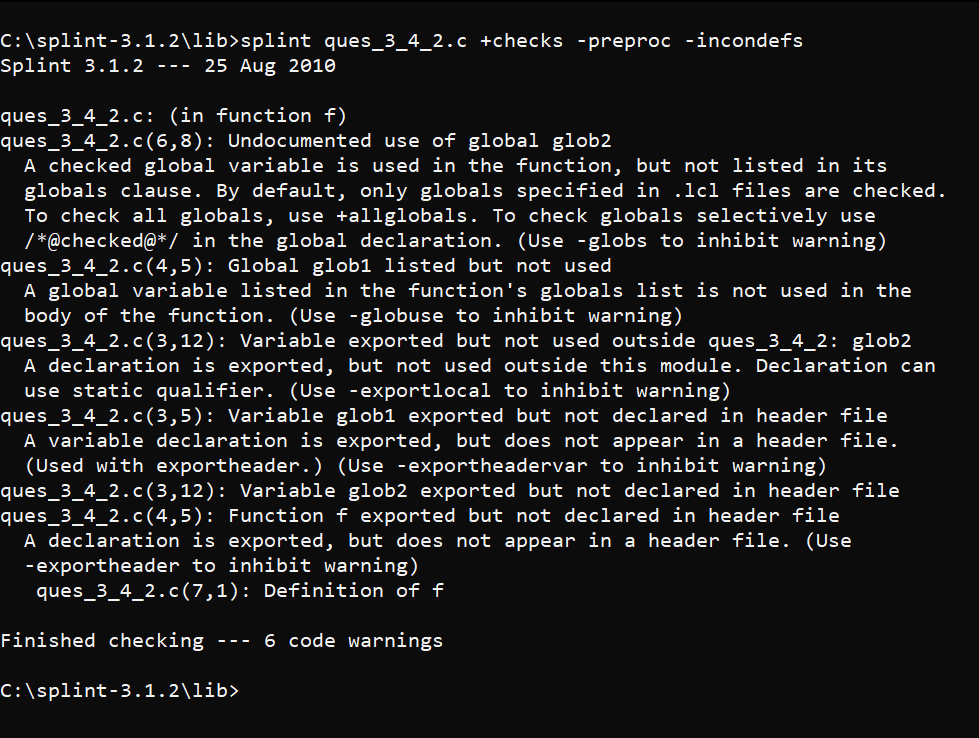 C:\splint-3.1.2\lib>splint ques_3_4_2.c +checks -preproc -incondefs
Splint 3.1.2 --- 25 Aug 2010
ques_3_4_2.c: (in function f)
ques_3_4_2.c(6,8): Undocumented use of global glob2
A checked global variable is used in the function, but not listed in its
globals clause. By default, only globals specified in .lcl files are checked.
To check all globals, use +allglobals. To check globals selectively use
/*@checked@*/ in the global declaration. (Use -globs to inhibit warning)
ques_3_4_2.c(4,5): Global glob1 listed but not used
A global variable listed in the function's globals list is not used in the
body of the function. (Use -globuse to inhibit warning)
ques_3_4_2.c(3,12): Variable exported but not used outside ques_3_4_2: glob2
A declaration is exported, but not used outside this module. Declaration can
use static qualifier. (Use -exportlocal to inhibit warning)
ques_3_4_2.c(3,5): Variable glob1 exported but not declared in header file
A variable declaration is exported, but does not appear in a header file.
(Used with exportheader.) (Use -exportheadervar to inhibit warning)
ques_3_4_2.c(3,12): Variable glob2 exported but not declared in header file
ques_3_4_2.c(4,5): Function f exported but not declared in header file
A declaration is exported, but does not appear in a header file. (Use
-exportheader to inhibit warning)
ques_3_4_2.c(7,1): Definition of f
Finished checking --- 6 code warnings
C:\splint-3.1.2\lib>